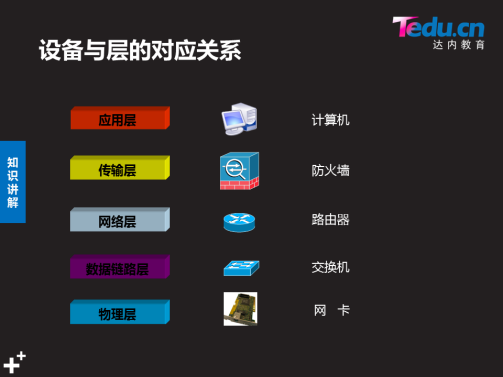 设备与层的对应关系
Tedu.cn
达内教育
知识讲解
应用层
计算机
传输层
防火墙
网络层
路由器
数据链路层
交换机
物理层
网 卡